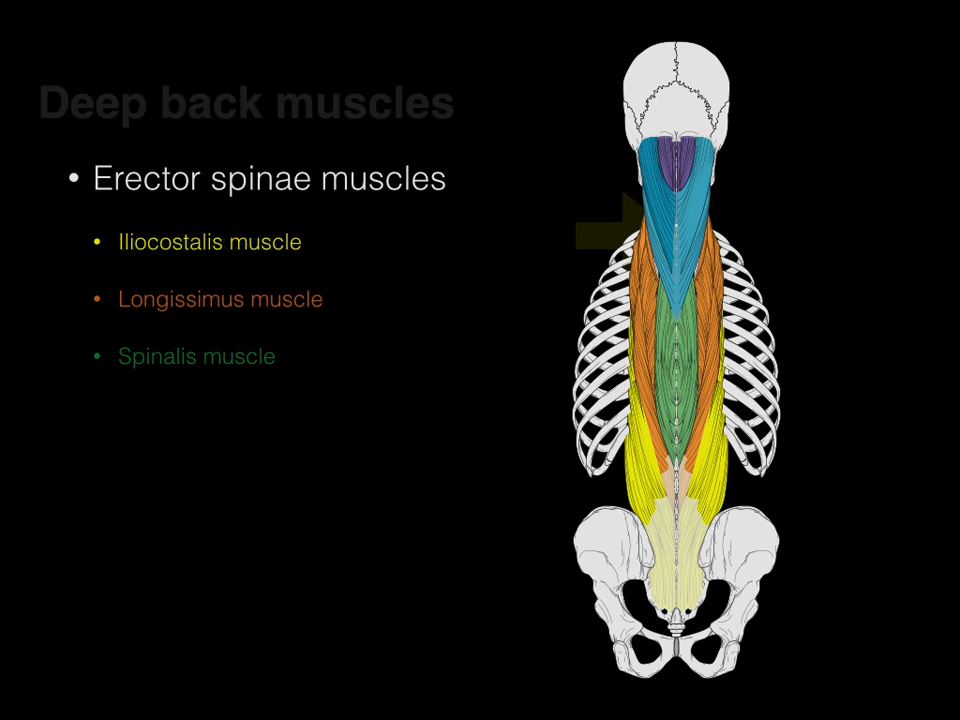 Deep back muscles
• Erector spinae muscles
• Iliocostalis muscle
• Longissimus muscle
• Spinalis muscle